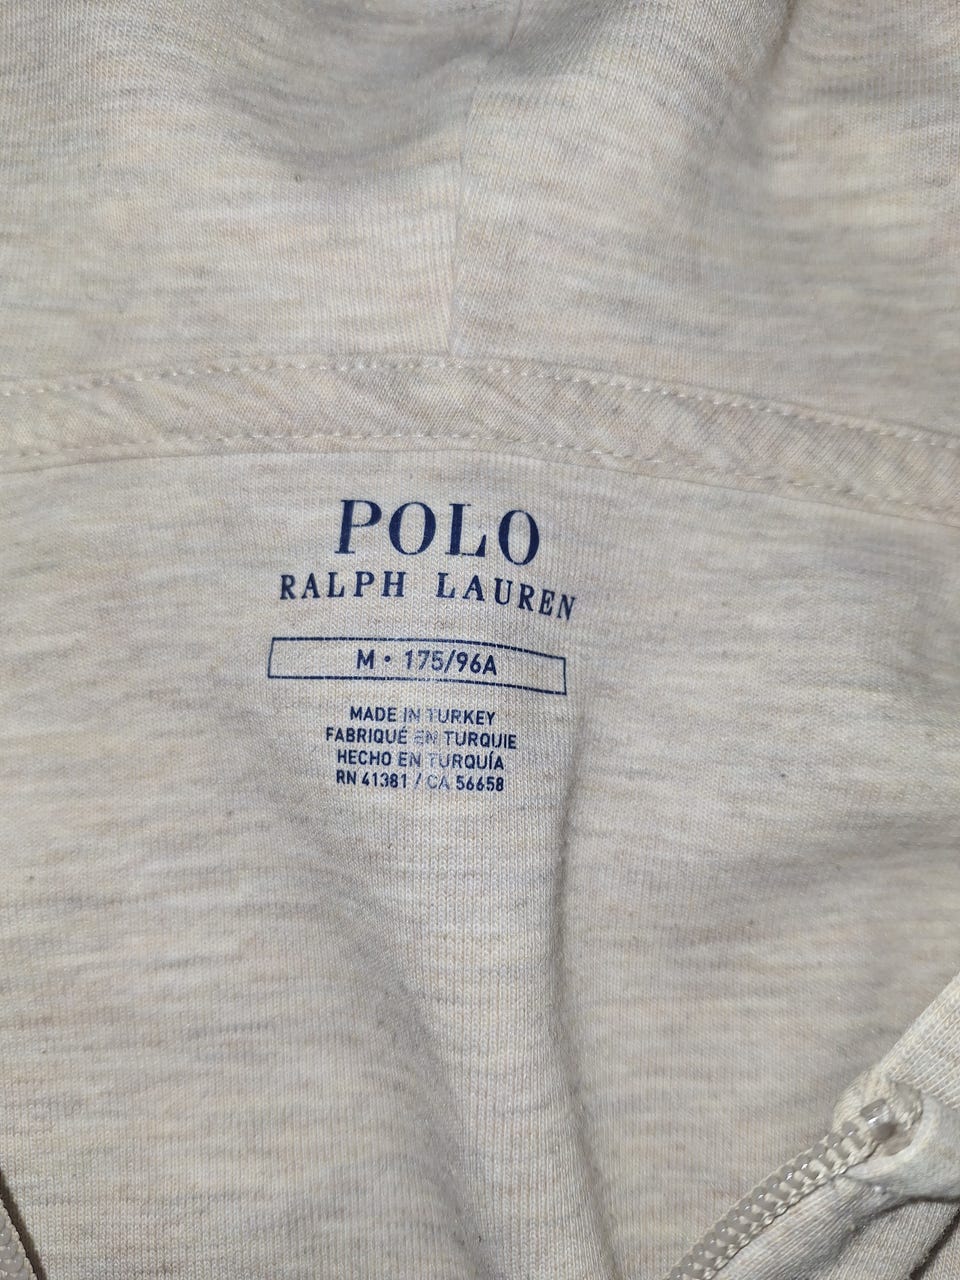 POLO
RALPH LAUREN
M • 175/96A
MADE IN TURKEY
FABRIQUÉ EN TURQUIE
HECHO EN TURQUÍA
RN 41381 / CA 56658